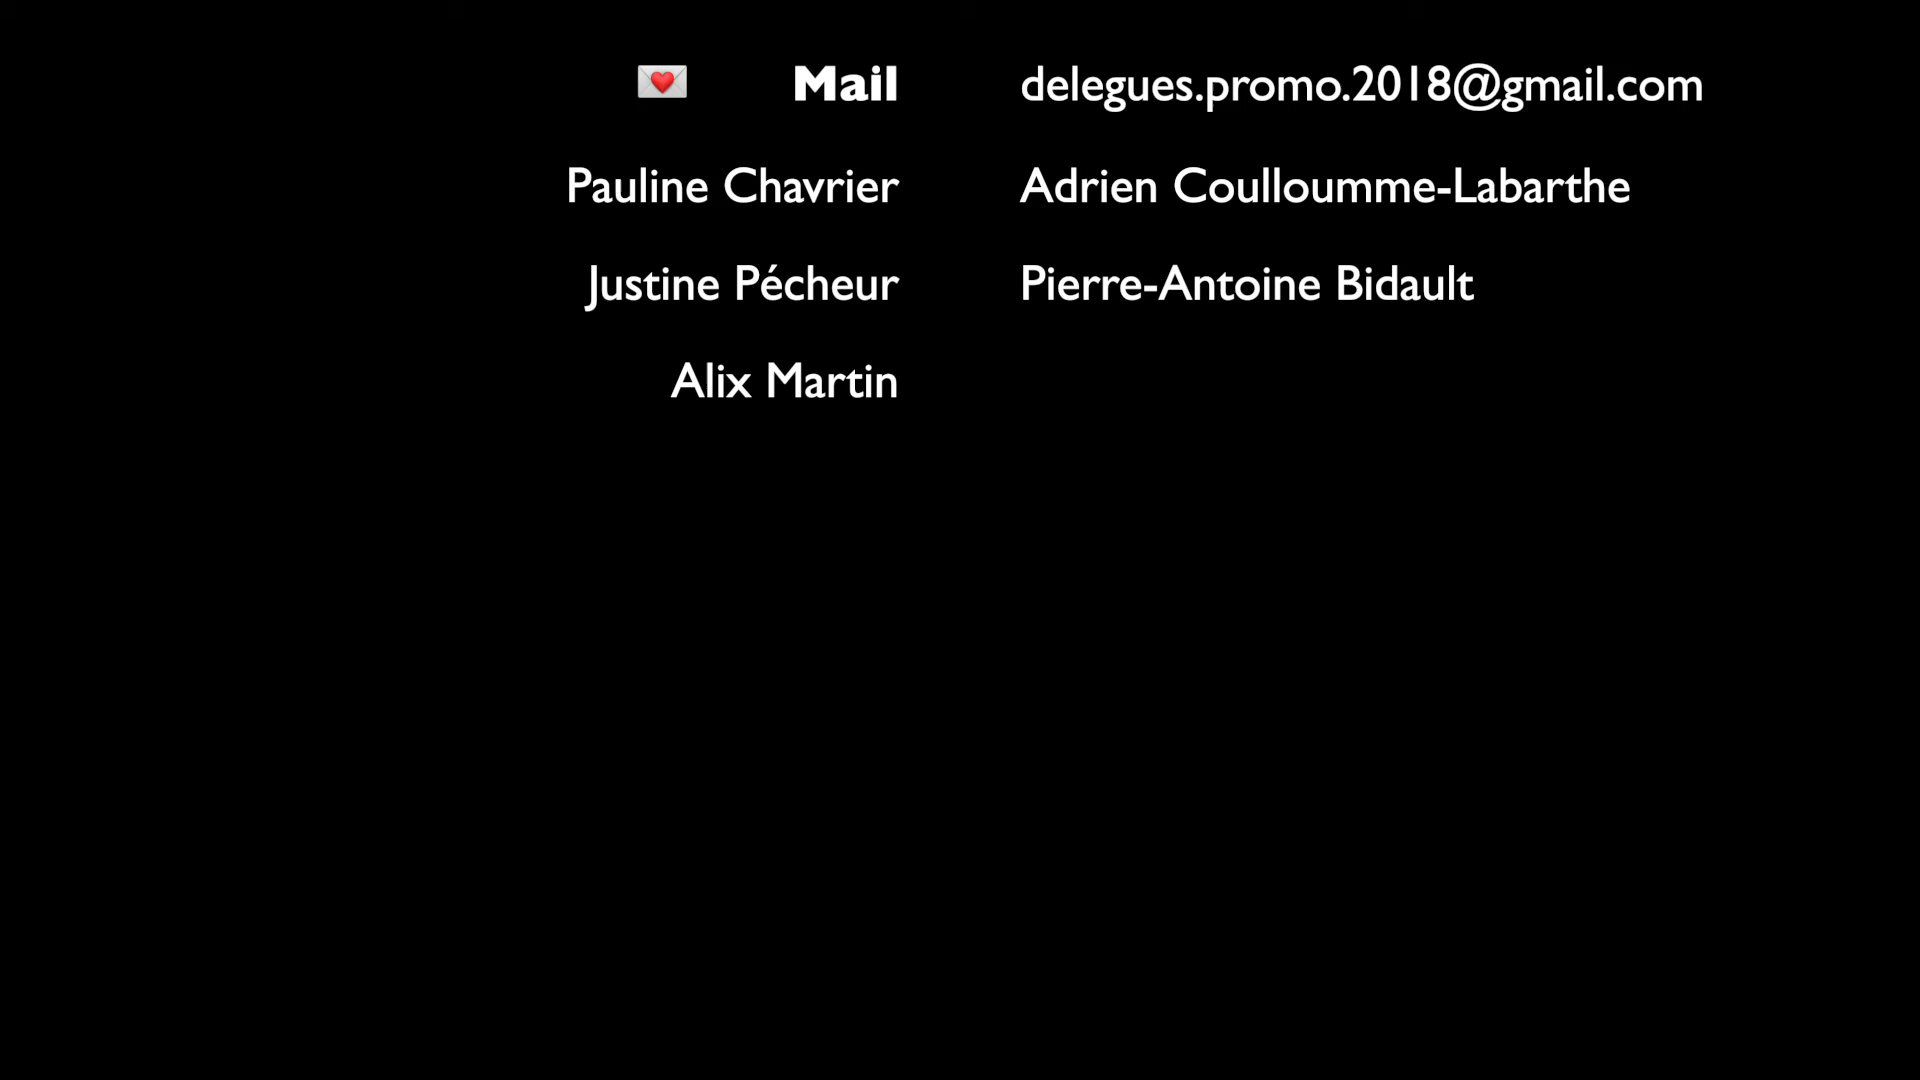 💌 Mail delegues.promo.2018@gmail.com
Pauline Chavrier Adrien Coulloumme-Labarthe
Justine Pécheur Pierre-Antoine Bidault
Alix Martin